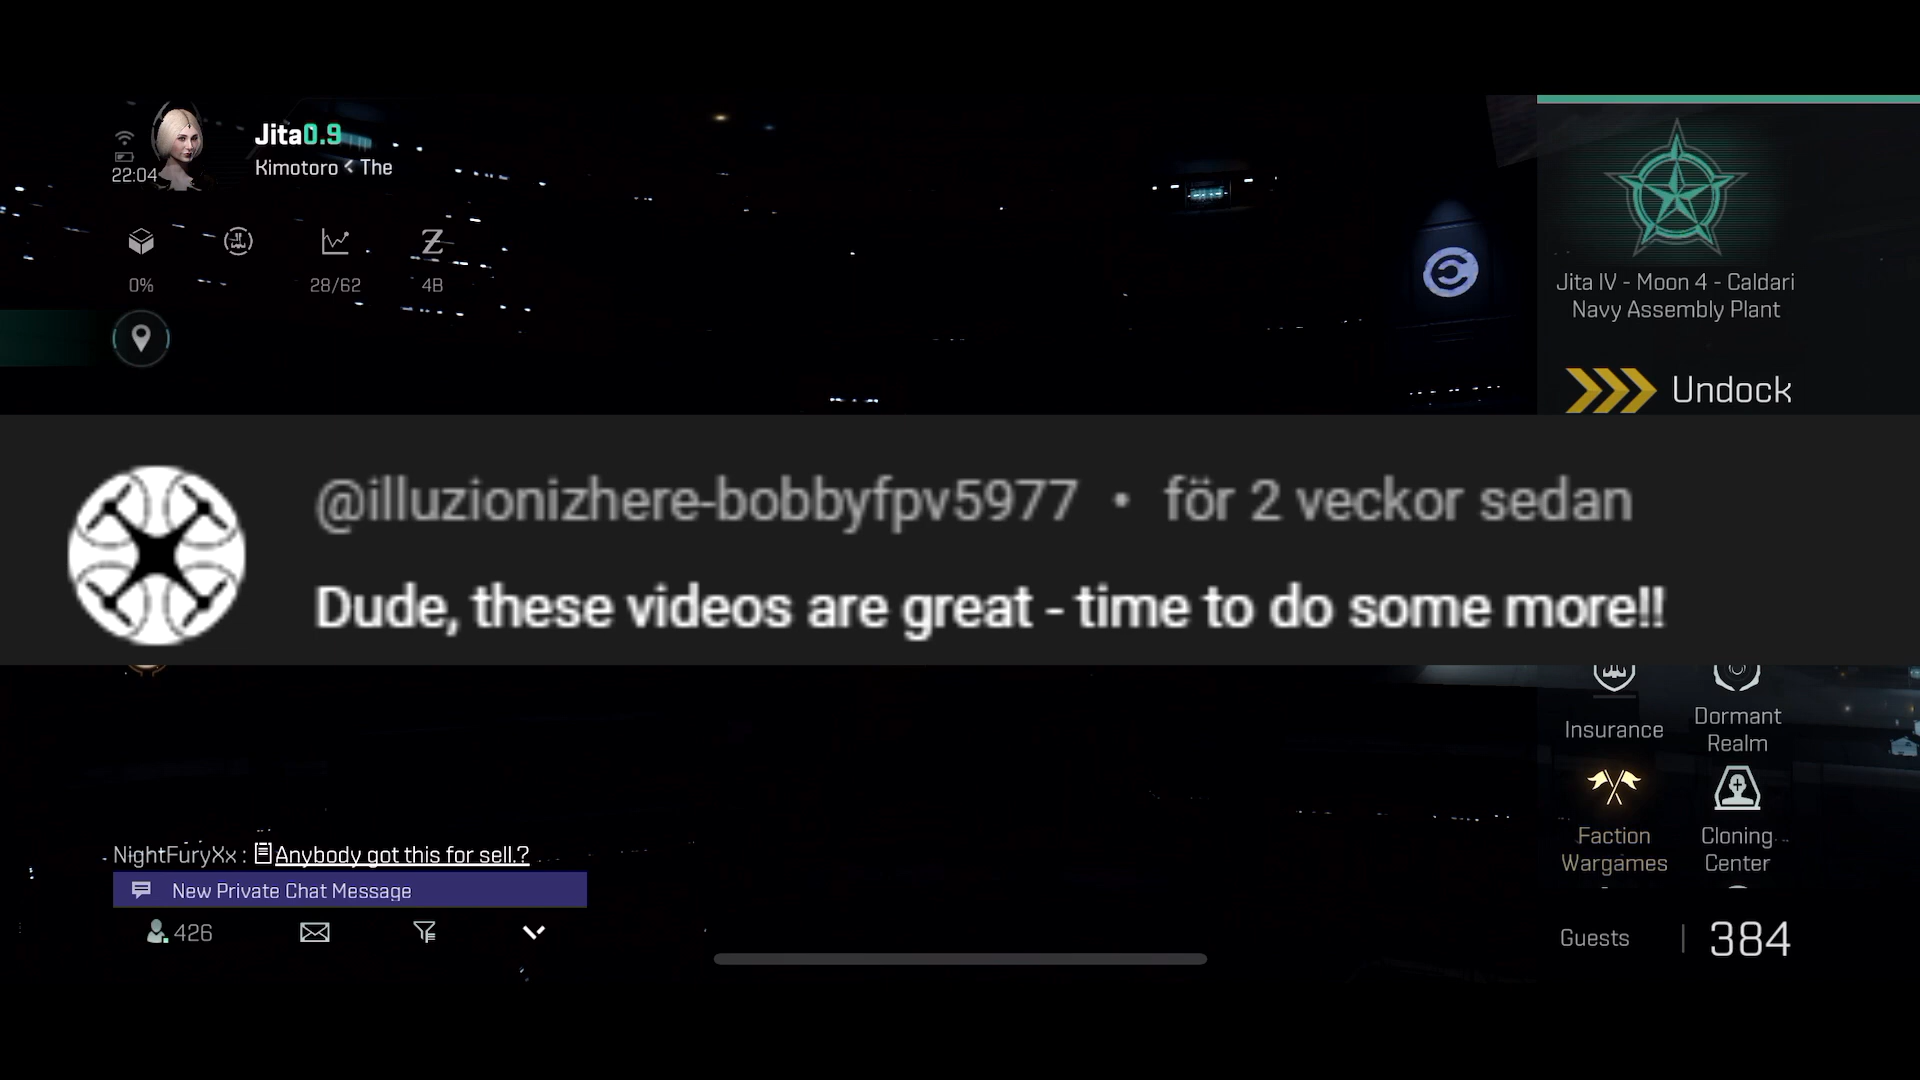 Jita0.9
Kimotoro < The
22:04
0%
28/62
4B
Jita IV - Moon 4 - Caldari
Navy Assembly Plant
Undock
@illuzionizhere-bobbyfpv5977 • för 2 veckor sedan
Dude, these videos are great - time to do some more!!
Insurance
Dormant
Realm
Faction
Wargames
Cloning
Center
NightFuryXx : Anybody got this for sell.?
New Private Chat Message
426
Guests | 384